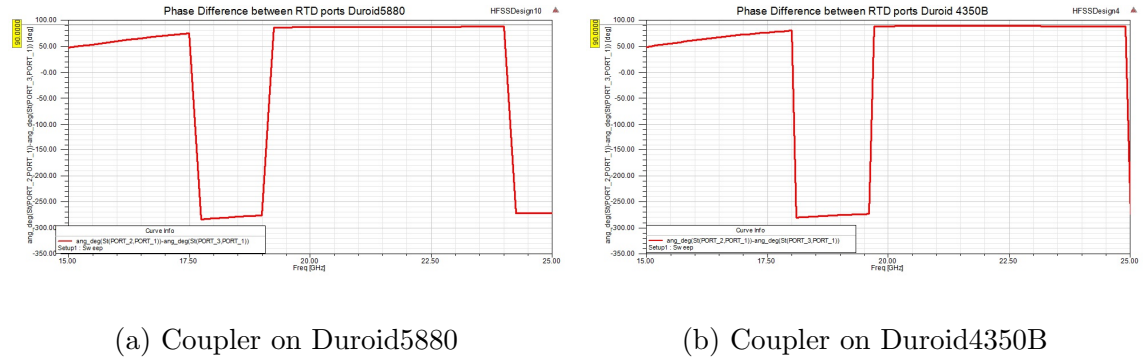 Phase Difference between RTD ports Duroid5880
HFSSDesign10
90.0000
100.00
50.00
-0.00
-50.00
-100.00
-150.00
-200.00
-250.00
-300.00
-350.00
ang_deg(St(PORT_2,PORT_1))-ang_deg(St(PORT_3,PORT_1)) [deg]
Curve Info
ang_deg(St(PORT_2,PORT_1))-ang_deg(St(PORT_3,PORT_1))
Setup1 : Sweep
15.00 17.50 20.00 22.50 25.00
Freq [GHz]
(a) Coupler on Duroid5880
Phase Difference between RTD ports Duroid 4350B
HFSSDesign4
90.0000
100.00
50.00
-0.00
-50.00
-100.00
-150.00
-200.00
-250.00
-300.00
-350.00
ang_deg(St(PORT_2,PORT_1))-ang_deg(St(PORT_3,PORT_1)) [deg]
Curve Info
ang_deg(St(PORT_2,PORT_1))-ang_deg(St(PORT_3,PORT_1))
Setup1 : Sweep
15.00 17.50 20.00 22.50 25.00
Freq [GHz]
(b) Coupler on Duroid4350B